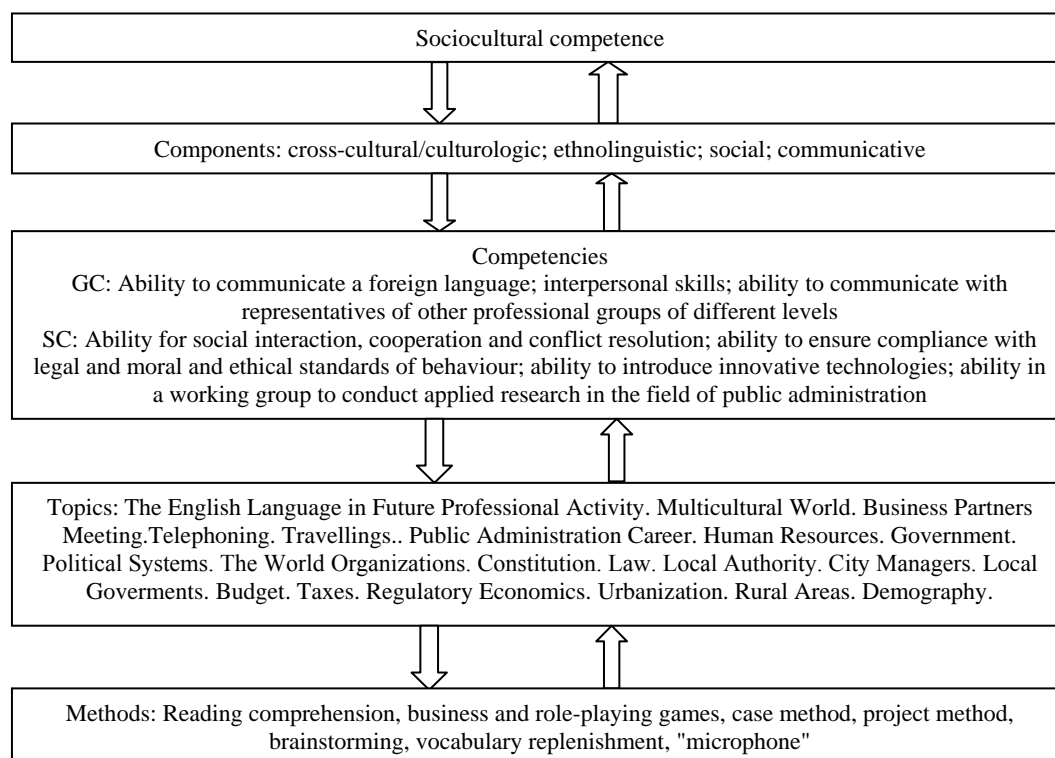 Sociocultural competence
Components: cross-cultural/culturologic; ethnolinguistic; social; communicative
Competencies
GC: Ability to communicate a foreign language; interpersonal skills; ability to communicate with
representatives of other professional groups of different levels
SC: Ability for social interaction, cooperation and conflict resolution; ability to ensure compliance with
legal and moral and ethical standards of behaviour; ability to introduce innovative technologies; ability in
a working group to conduct applied research in the field of public administration
Topics: The English Language in Future Professional Activity. Multicultural World. Business Partners
Meeting.Telephoning. Travellings.. Public Administration Career. Human Resources. Government.
Political Systems. The World Organizations. Constitution. Law. Local Authority. City Managers. Local
Goverments. Budget. Taxes. Regulatory Economics. Urbanization. Rural Areas. Demography.
Methods: Reading comprehension, business and role-playing games, case method, project method,
brainstorming, vocabulary replenishment, "microphone"